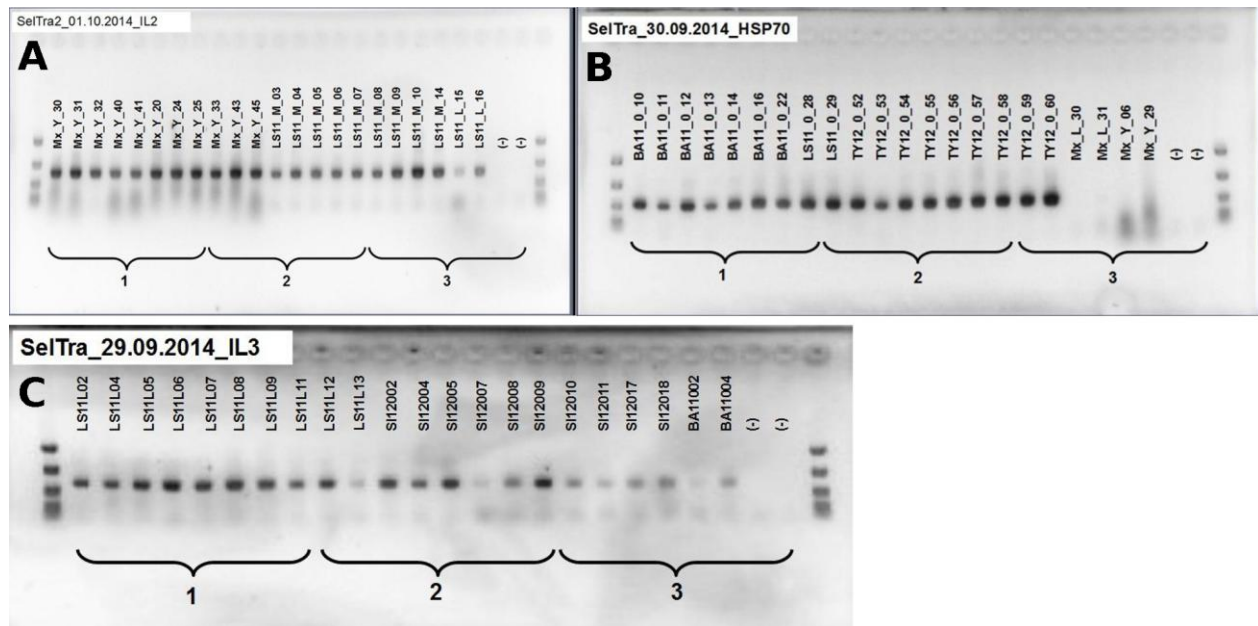 SelTra2_01.10.2014_IL2
A
Mx_Y_30
Mx_Y_31
Mx_Y_32
Mx_Y_40
Mx_Y_41
Mx_Y_20
Mx_Y_24
Mx_Y_25
Mx_Y_33
Mx_Y_43
Mx_Y_45
LS11_M_03
LS11_M_04
LS11_M_05
LS11_M_06
LS11_M_07
LS11_M_08
LS11_M_09
LS11_M_10
LS11_M_14
LS11_L_15
LS11_L_16
(-)
(-)
1
2
3
SelTra_30.09.2014_HSP70
B
BA11_0_10
BA11_0_11
BA11_0_12
BA11_0_13
BA11_0_14
BA11_0_16
BA11_0_22
LS11_0_28
LS11_0_29
TY12_0_52
TY12_0_53
TY12_0_54
TY12_0_55
TY12_0_56
TY12_0_57
TY12_0_58
TY12_0_59
TY12_0_60
Mx_L_30
Mx_L_31
Mx_Y_06
Mx_Y_29
(-)
(-)
1
2
3
SelTra_29.09.2014_IL3
C
LS11L02
LS11L04
LS11L05
LS11L06
LS11L07
LS11L08
LS11L09
LS11L11
LS11L12
LS11L13
SI12002
SI12004
SI12005
SI12007
SI12008
SI12009
SI12010
SI12011
SI12017
SI12018
BA11002
BA11004
(-)
(-)
1
2
3